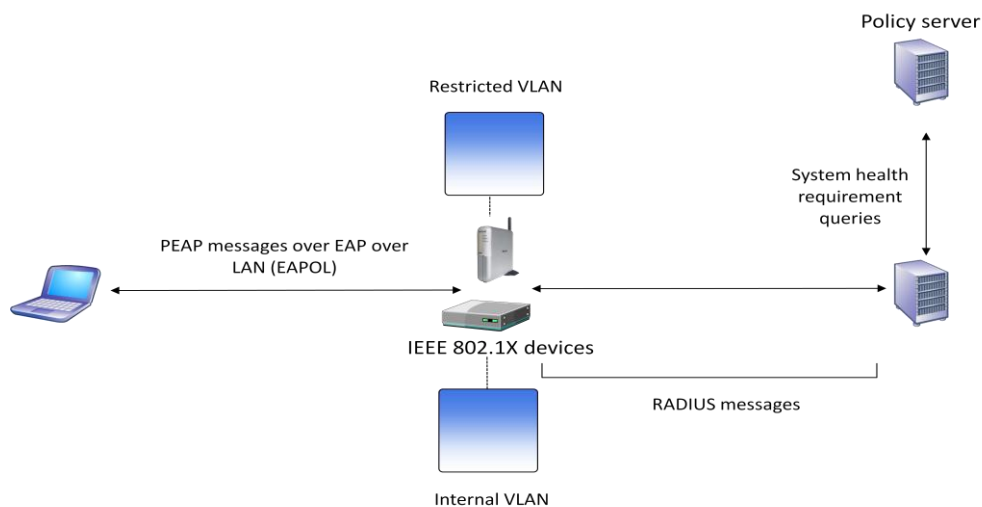 Policy server
Restricted VLAN
System health
requirement
queries
PEAP messages over EAP over
LAN (EAPOL)
IEEE 802.1X devices
RADIUS messages
Internal VLAN